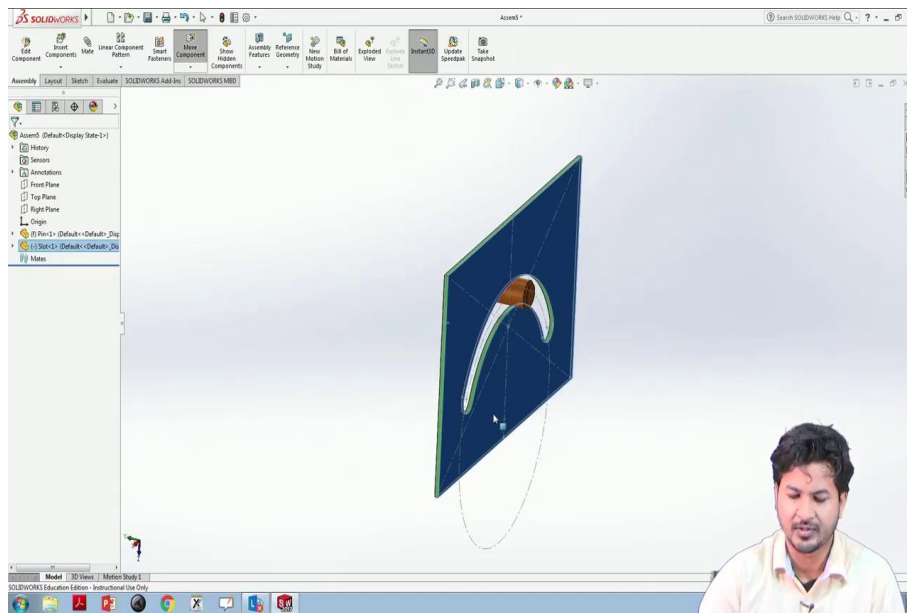 SOLIDWORKS
Assem5 *
Search SOLIDWORKS Help
Edit Component
Insert Components
Mate
Linear Component Pattern
Smart Fasteners
Move Component
Show Hidden Components
Assembly Features
Reference Geometry
New Motion Study
Bill of Materials
Exploded View
Explode Line Sketch
Instant3D
Update Speedpak
Take Snapshot
Assembly Layout Sketch Evaluate SOLIDWORKS Add-Ins SOLIDWORKS MBD
Assem5 (Default<Display State-1>)
History
Sensors
Annotations
Front Plane
Top Plane
Right Plane
Origin
(f) Pin<1> (Default<<Default>_Disp
(-) Slot<1> (Default<<Default>_Dis
Mates
Model 3D Views Motion Study 1
SOLIDWORKS Education Edition - Instructional Use Only